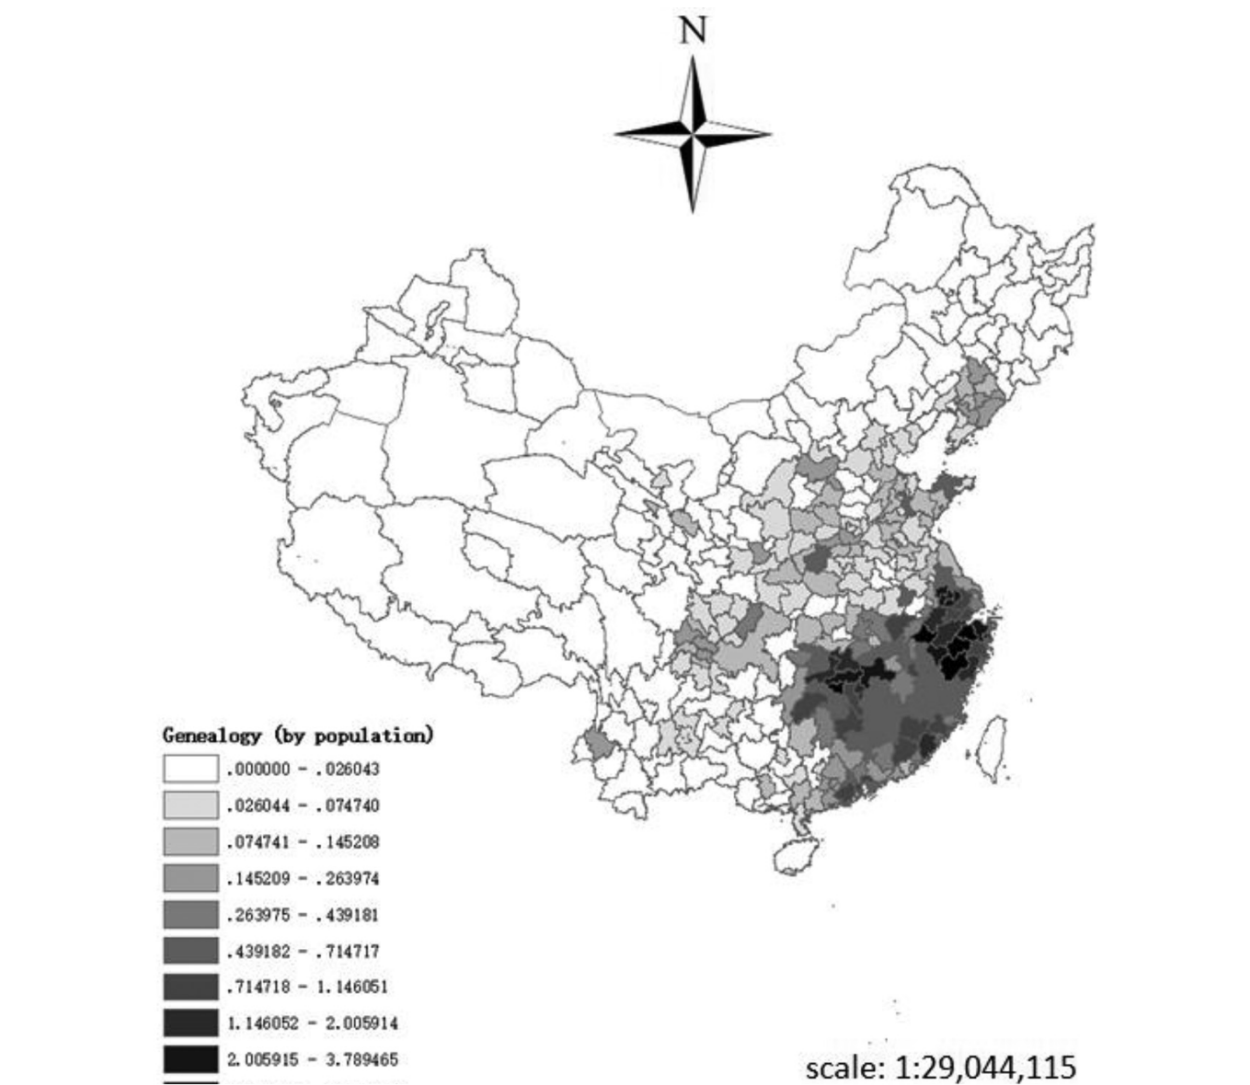 N
Genealogy (by population)
.000000 - .026043
.026044 - .074740
.074741 - .145208
.145209 - .263974
.263975 - .439181
.439182 - .714717
.714718 - 1.146051
1.146052 - 2.005914
2.005915 - 3.789465
scale: 1:29,044,115